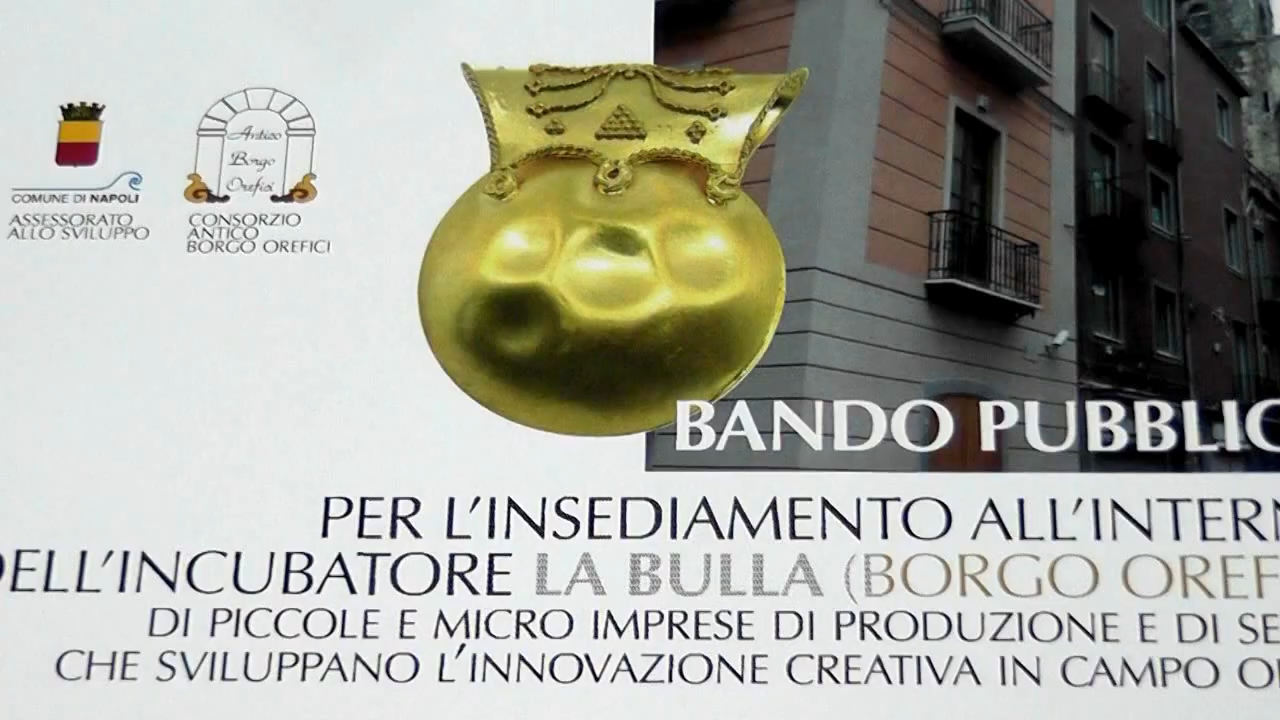 COMUNE DI NAPOLI
ASSESSORATO
ALLO SVILUPPO
Antico
Borgo
Orefici
CONSORZIO
ANTICO
BORGO OREFICI
BANDO PUBBLIC
PER L'INSEDIAMENTO ALL'INTERN
DELL'INCUBATORE LA BULLA (BORGO OREF
DI PICCOLE E MICRO IMPRESE DI PRODUZIONE E DI SE
CHE SVILUPPANO L'INNOVAZIONE CREATIVA IN CAMPO O